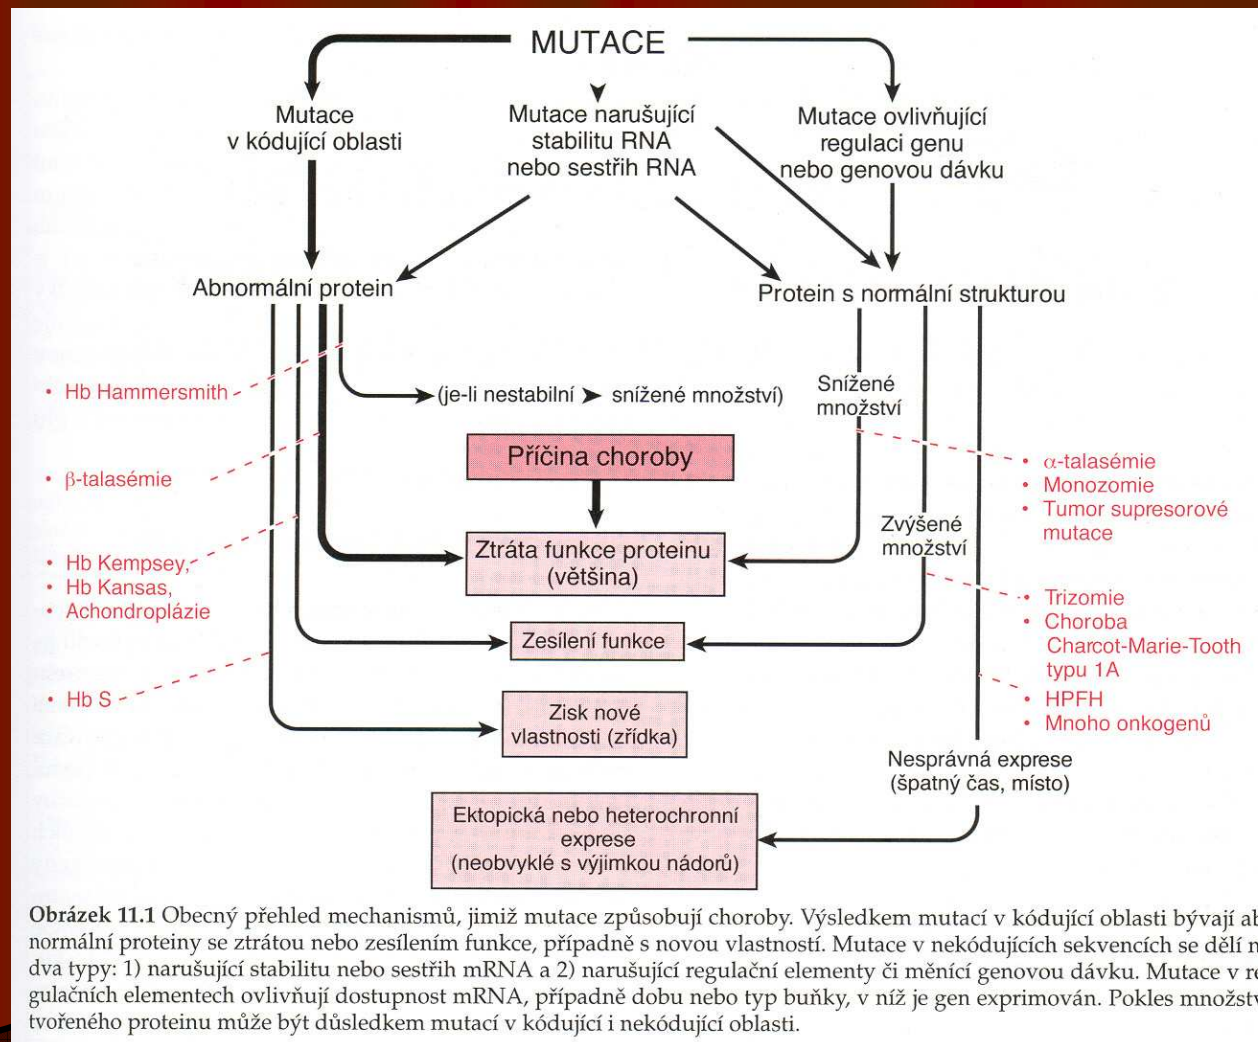 MUTACE
Mutace
v kódující oblasti
Mutace narušující
stabilitu RNA
nebo sestřih RNA
Mutace ovlivňující
regulaci genu
nebo genovou dávku
Abnormální protein
Protein s normální strukturou
• Hb Hammersmith
(je-li nestabilní ➤ snížené množství)
Snížené
množství
Příčina choroby
• β-talasémie
• α-talasémie
• Monozomie
• Tumor supresorové
mutace
Zvýšené
množství
Ztráta funkce proteinu
(většina)
• Hb Kempsey,
• Hb Kansas,
• Achondroplázie
• Trizomie
• Choroba
Charcot-Marie-Tooth
typu 1A
• HPFH
• Mnoho onkogenů
Zesílení funkce
• Hb S
Zisk nové
vlastnosti (zřídka)
Nesprávná exprese
(špatný čas, místo)
Ektopická nebo heterochronní
exprese
(neobvyklé s výjimkou nádorů)
Obrázek 11.1 Obecný přehled mechanismů, jimiž mutace způsobují choroby. Výsledkem mutací v kódující oblasti bývají ab
normální proteiny se ztrátou nebo zesílením funkce, případně s novou vlastností. Mutace v nekódujících sekvencích se dělí n
dva typy: 1) narušující stabilitu nebo sestřih mRNA a 2) narušující regulační elementy či měnící genovou dávku. Mutace v re
gulačních elementech ovlivňují dostupnost mRNA, případně dobu nebo typ buňky, v níž je gen exprimován. Pokles množstv
tvořeného proteinu může být důsledkem mutací v kódující i nekódující oblasti.